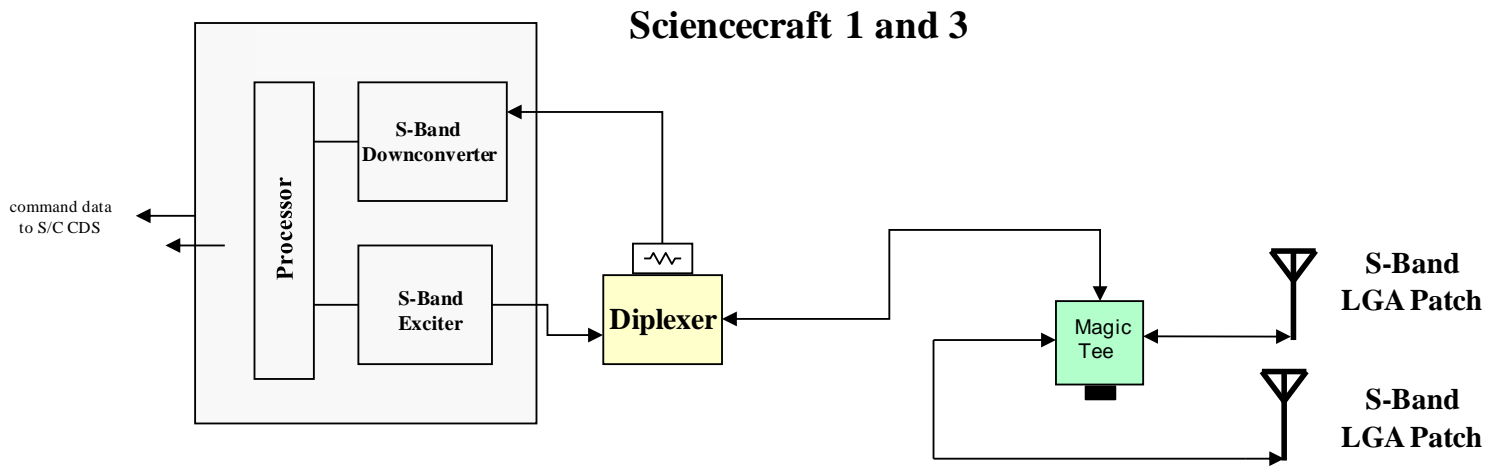 Sciencecraft 1 and 3
S-Band
Downconverter
Processor
command data
to S/C CDS
S-Band
Exciter
Diplexer
Magic
Tee
S-Band
LGA Patch
S-Band
LGA Patch